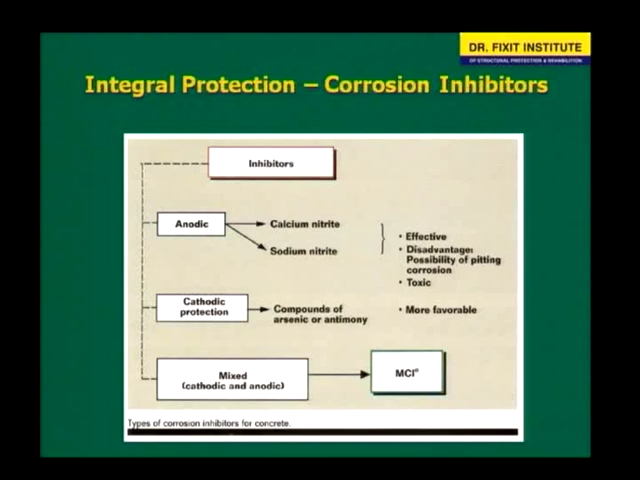 DR. FIXIT INSTITUTE
OF STRUCTURAL PROTECTION & REHABILITATION
Integral Protection – Corrosion Inhibitors
Inhibitors
Anodic
Calcium nitrite
Sodium nitrite
• Effective
• Disadvantage:
Possibility of pitting
corrosion
• Toxic
Cathodic
protection
Compounds of
arsenic or antimony
• More favorable
Mixed
(cathodic and anodic)
MCI®
Types of corrosion inhibitors for concrete.